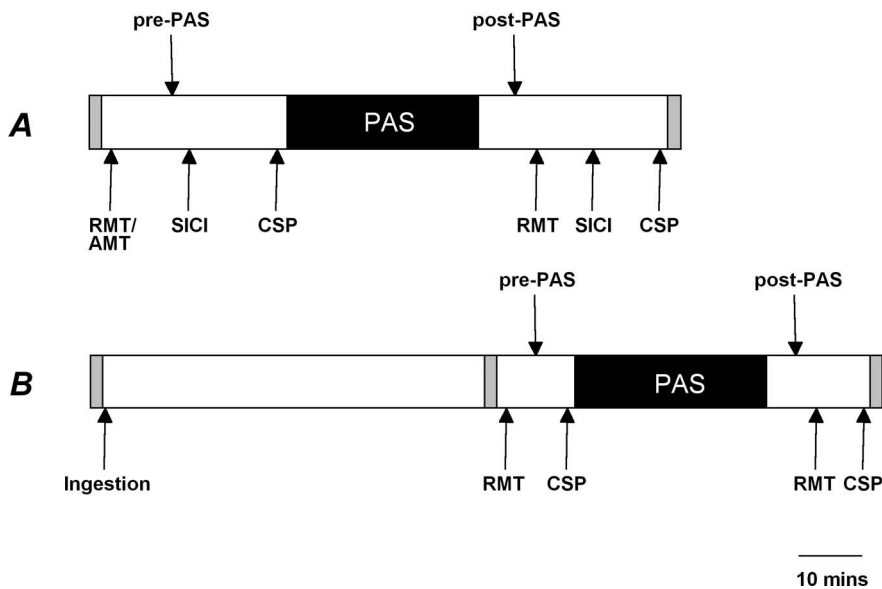 pre-PAS post-PAS
A
PAS
RMT/ SICI CSP RMT SICI CSP
AMT
pre-PAS post-PAS
B
PAS
Ingestion RMT CSP RMT CSP
10 mins